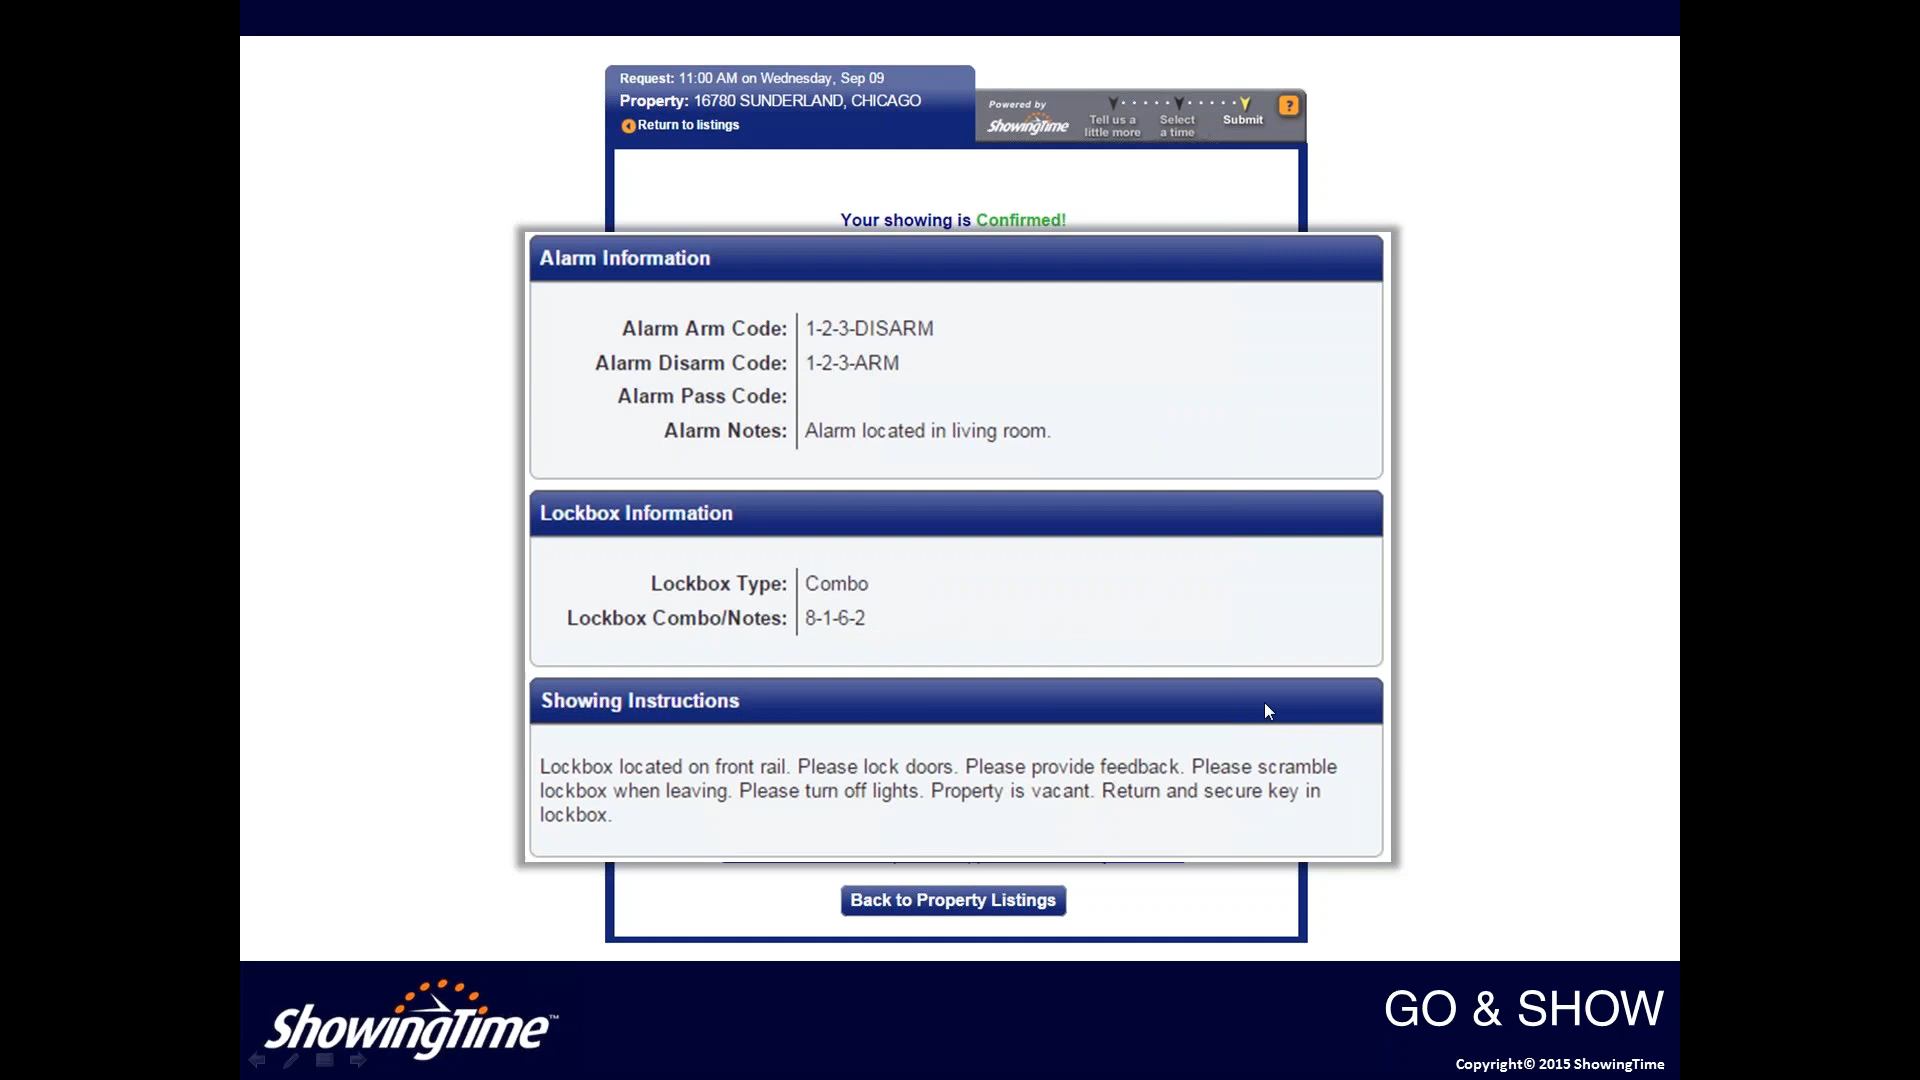 Request: 11:00 AM on Wednesday, Sep 09
Property: 16780 SUNDERLAND, CHICAGO
Return to listings
Powered by
ShowingTime
Tell us a
little more
Select
a time
Submit
?
Your showing is Confirmed!
Alarm Information
Alarm Arm Code: 1-2-3-DISARM
Alarm Disarm Code: 1-2-3-ARM
Alarm Pass Code:
Alarm Notes: Alarm located in living room.
Lockbox Information
Lockbox Type: Combo
Lockbox Combo/Notes: 8-1-6-2
Showing Instructions
Lockbox located on front rail. Please lock doors. Please provide feedback. Please scramble
lockbox when leaving. Please turn off lights. Property is vacant. Return and secure key in
lockbox.
Back to Property Listings
ShowingTime™
GO & SHOW
Copyright© 2015 ShowingTime